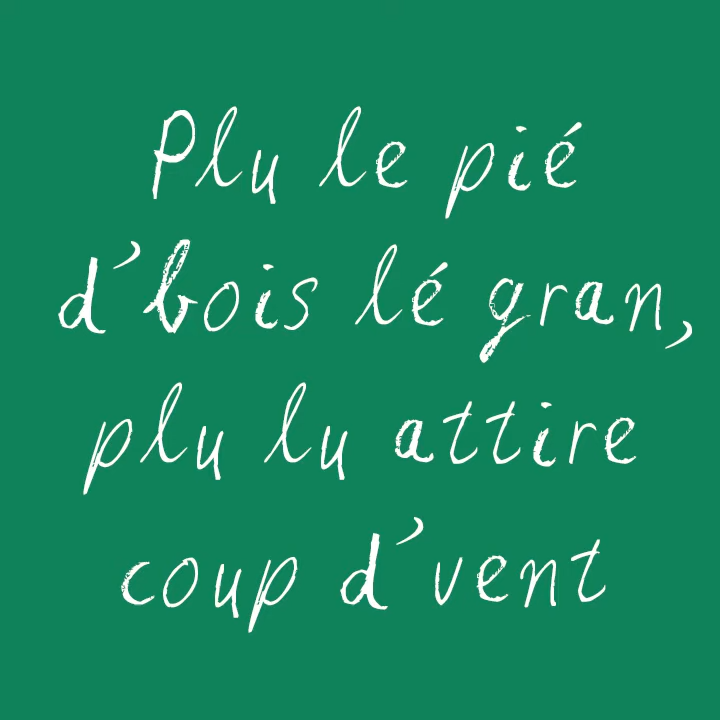 Plu le pié
d'bois lé gran,
plu lu attire
coup d'vent